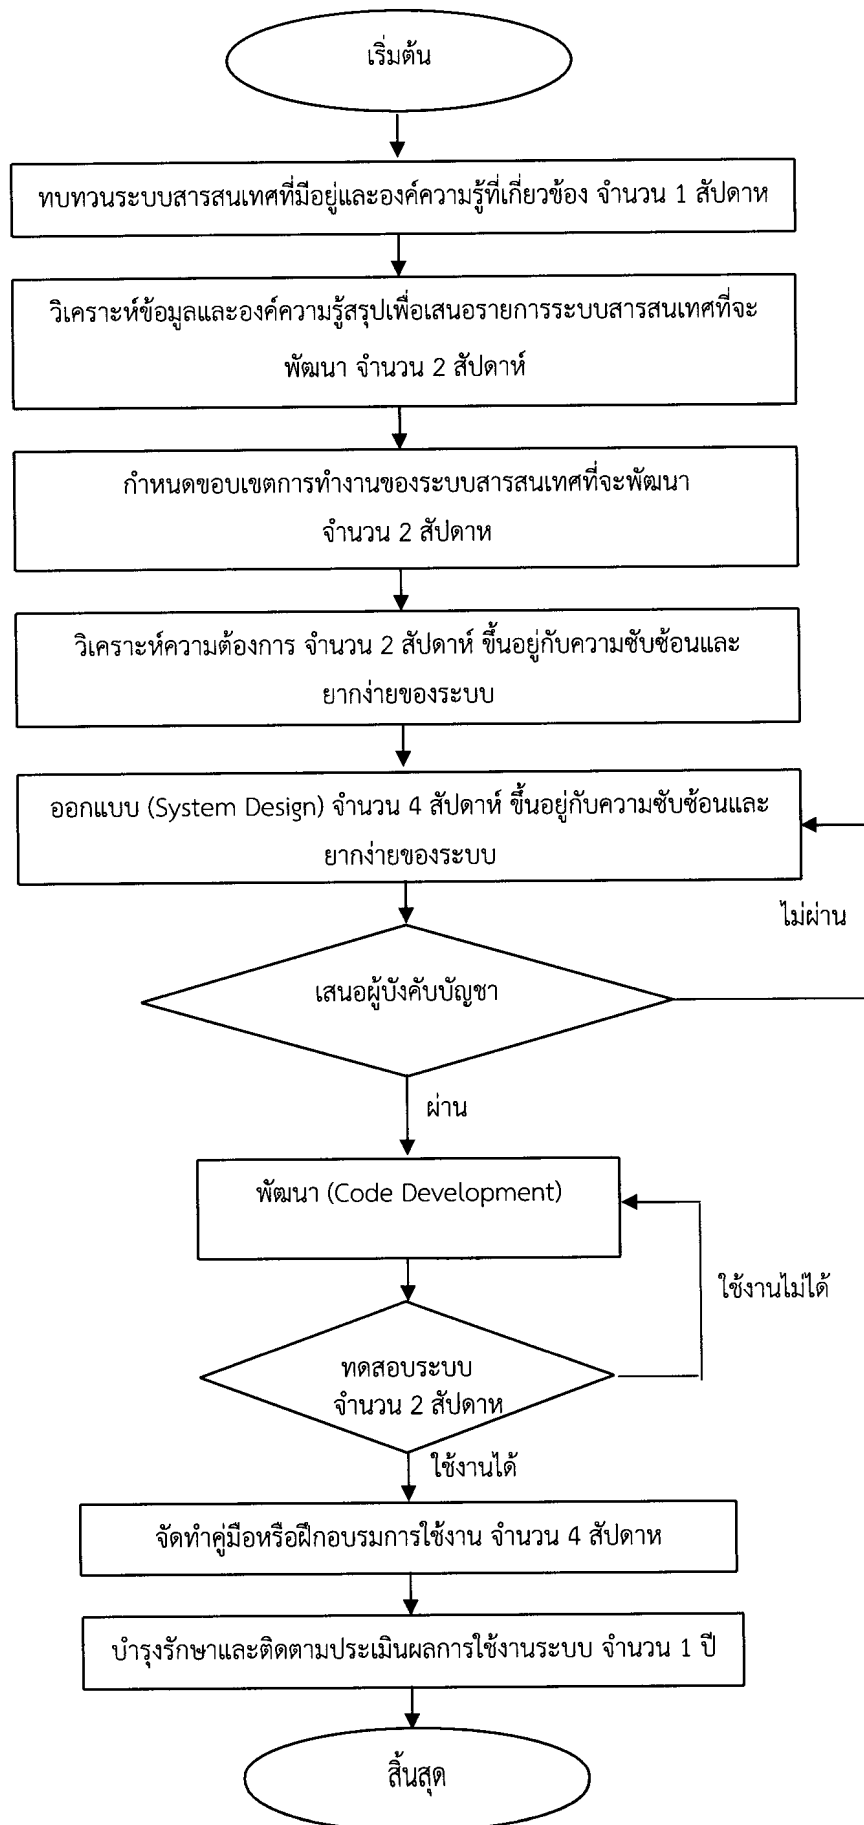 เริ่มต้น
ทบทวนระบบสารสนเทศที่มีอยู่และองค์ความรู้ที่เกี่ยวข้อง จำนวน 1 สัปดาห
วิเคราะห์ข้อมูลและองค์ความรู้สรุปเพื่อเสนอรายการระบบสารสนเทศที่จะ
พัฒนา จำนวน 2 สัปดาห์
กำหนดขอบเขตการทำงานของระบบสารสนเทศที่จะพัฒนา
จำนวน 2 สัปดาห
วิเคราะห์ความต้องการ จำนวน 2 สัปดาห์ ขึ้นอยู่กับความซับซ้อนและ
ยากง่ายของระบบ
ออกแบบ (System Design) จำนวน 4 สัปดาห์ ขึ้นอยู่กับความซับซ้อนและ
ยากง่ายของระบบ
ไม่ผ่าน
เสนอผู้บังคับบัญชา
ผ่าน
พัฒนา (Code Development)
ใช้งานไม่ได้
ทดสอบระบบ
จำนวน 2 สัปดาห
ใช้งานได้
จัดทำคู่มือหรือฝึกอบรมการใช้งาน จำนวน 4 สัปดาห
บำรุงรักษาและติดตามประเมินผลการใช้งานระบบ จำนวน 1 ปี
สิ้นสุด